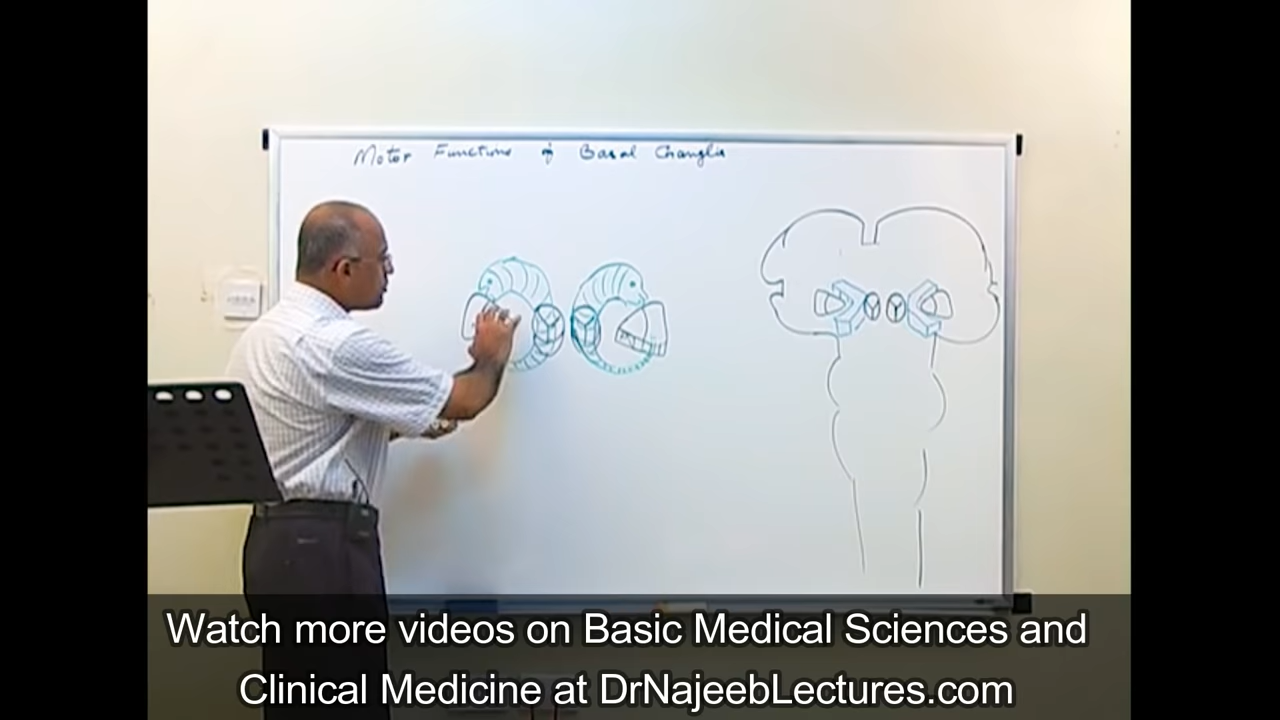 Motor Functions of Basal Ganglia
Watch more videos on Basic Medical Sciences and
Clinical Medicine at DrNajeebLectures.com